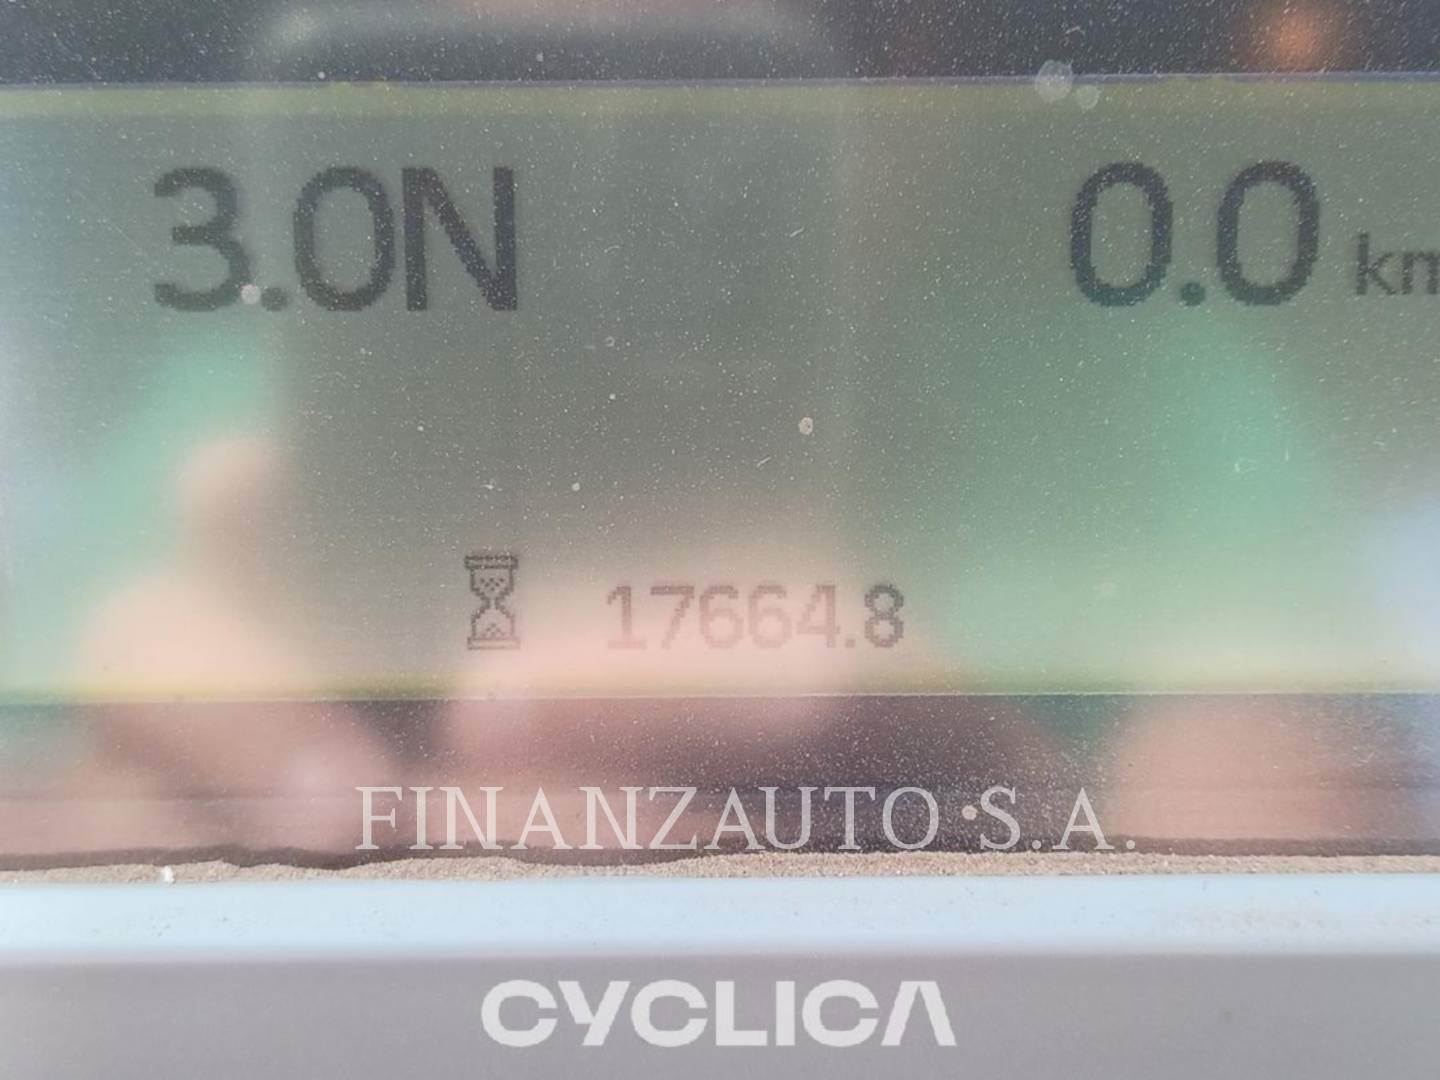 3.0N 0.0 km
17664.8
FINANZAUTO S.A.
CYCLICA